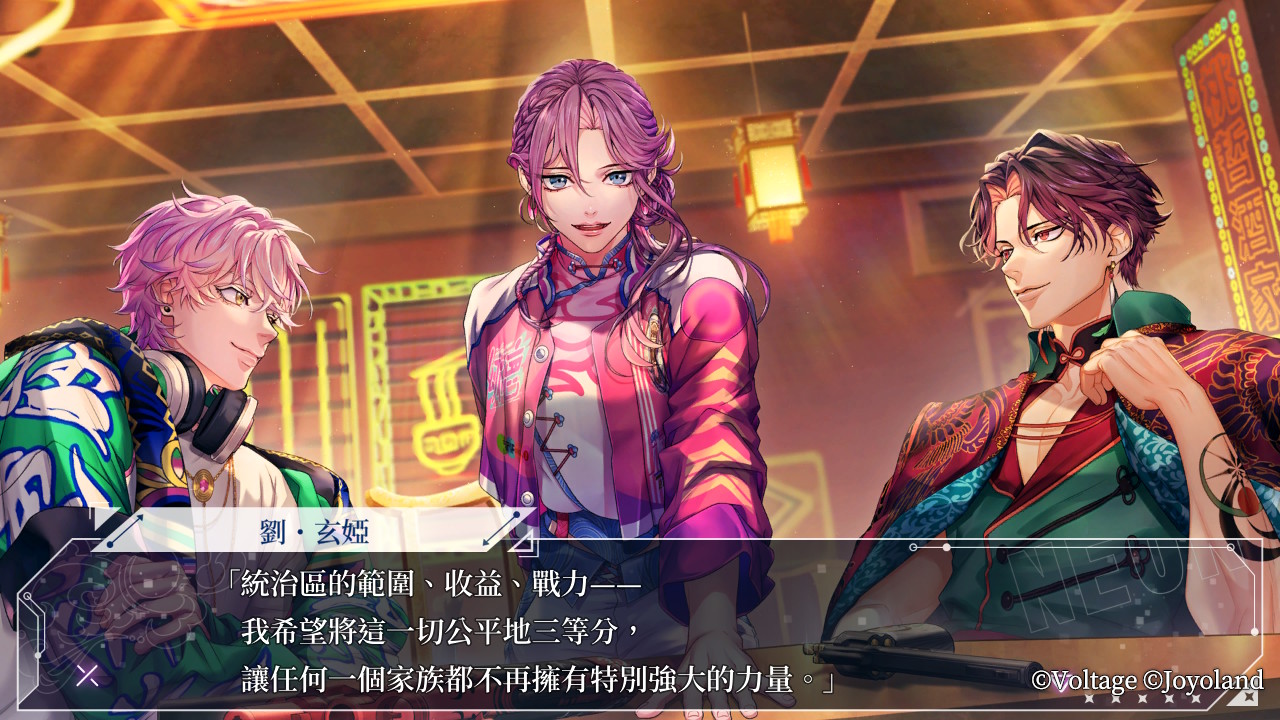 劉・玄婭
「統治區的範圍、收益、戰力——
我希望將這一切公平地三等分，
讓任何一個家族都不再擁有特別強大的力量。」
©Voltage ©Joyoland